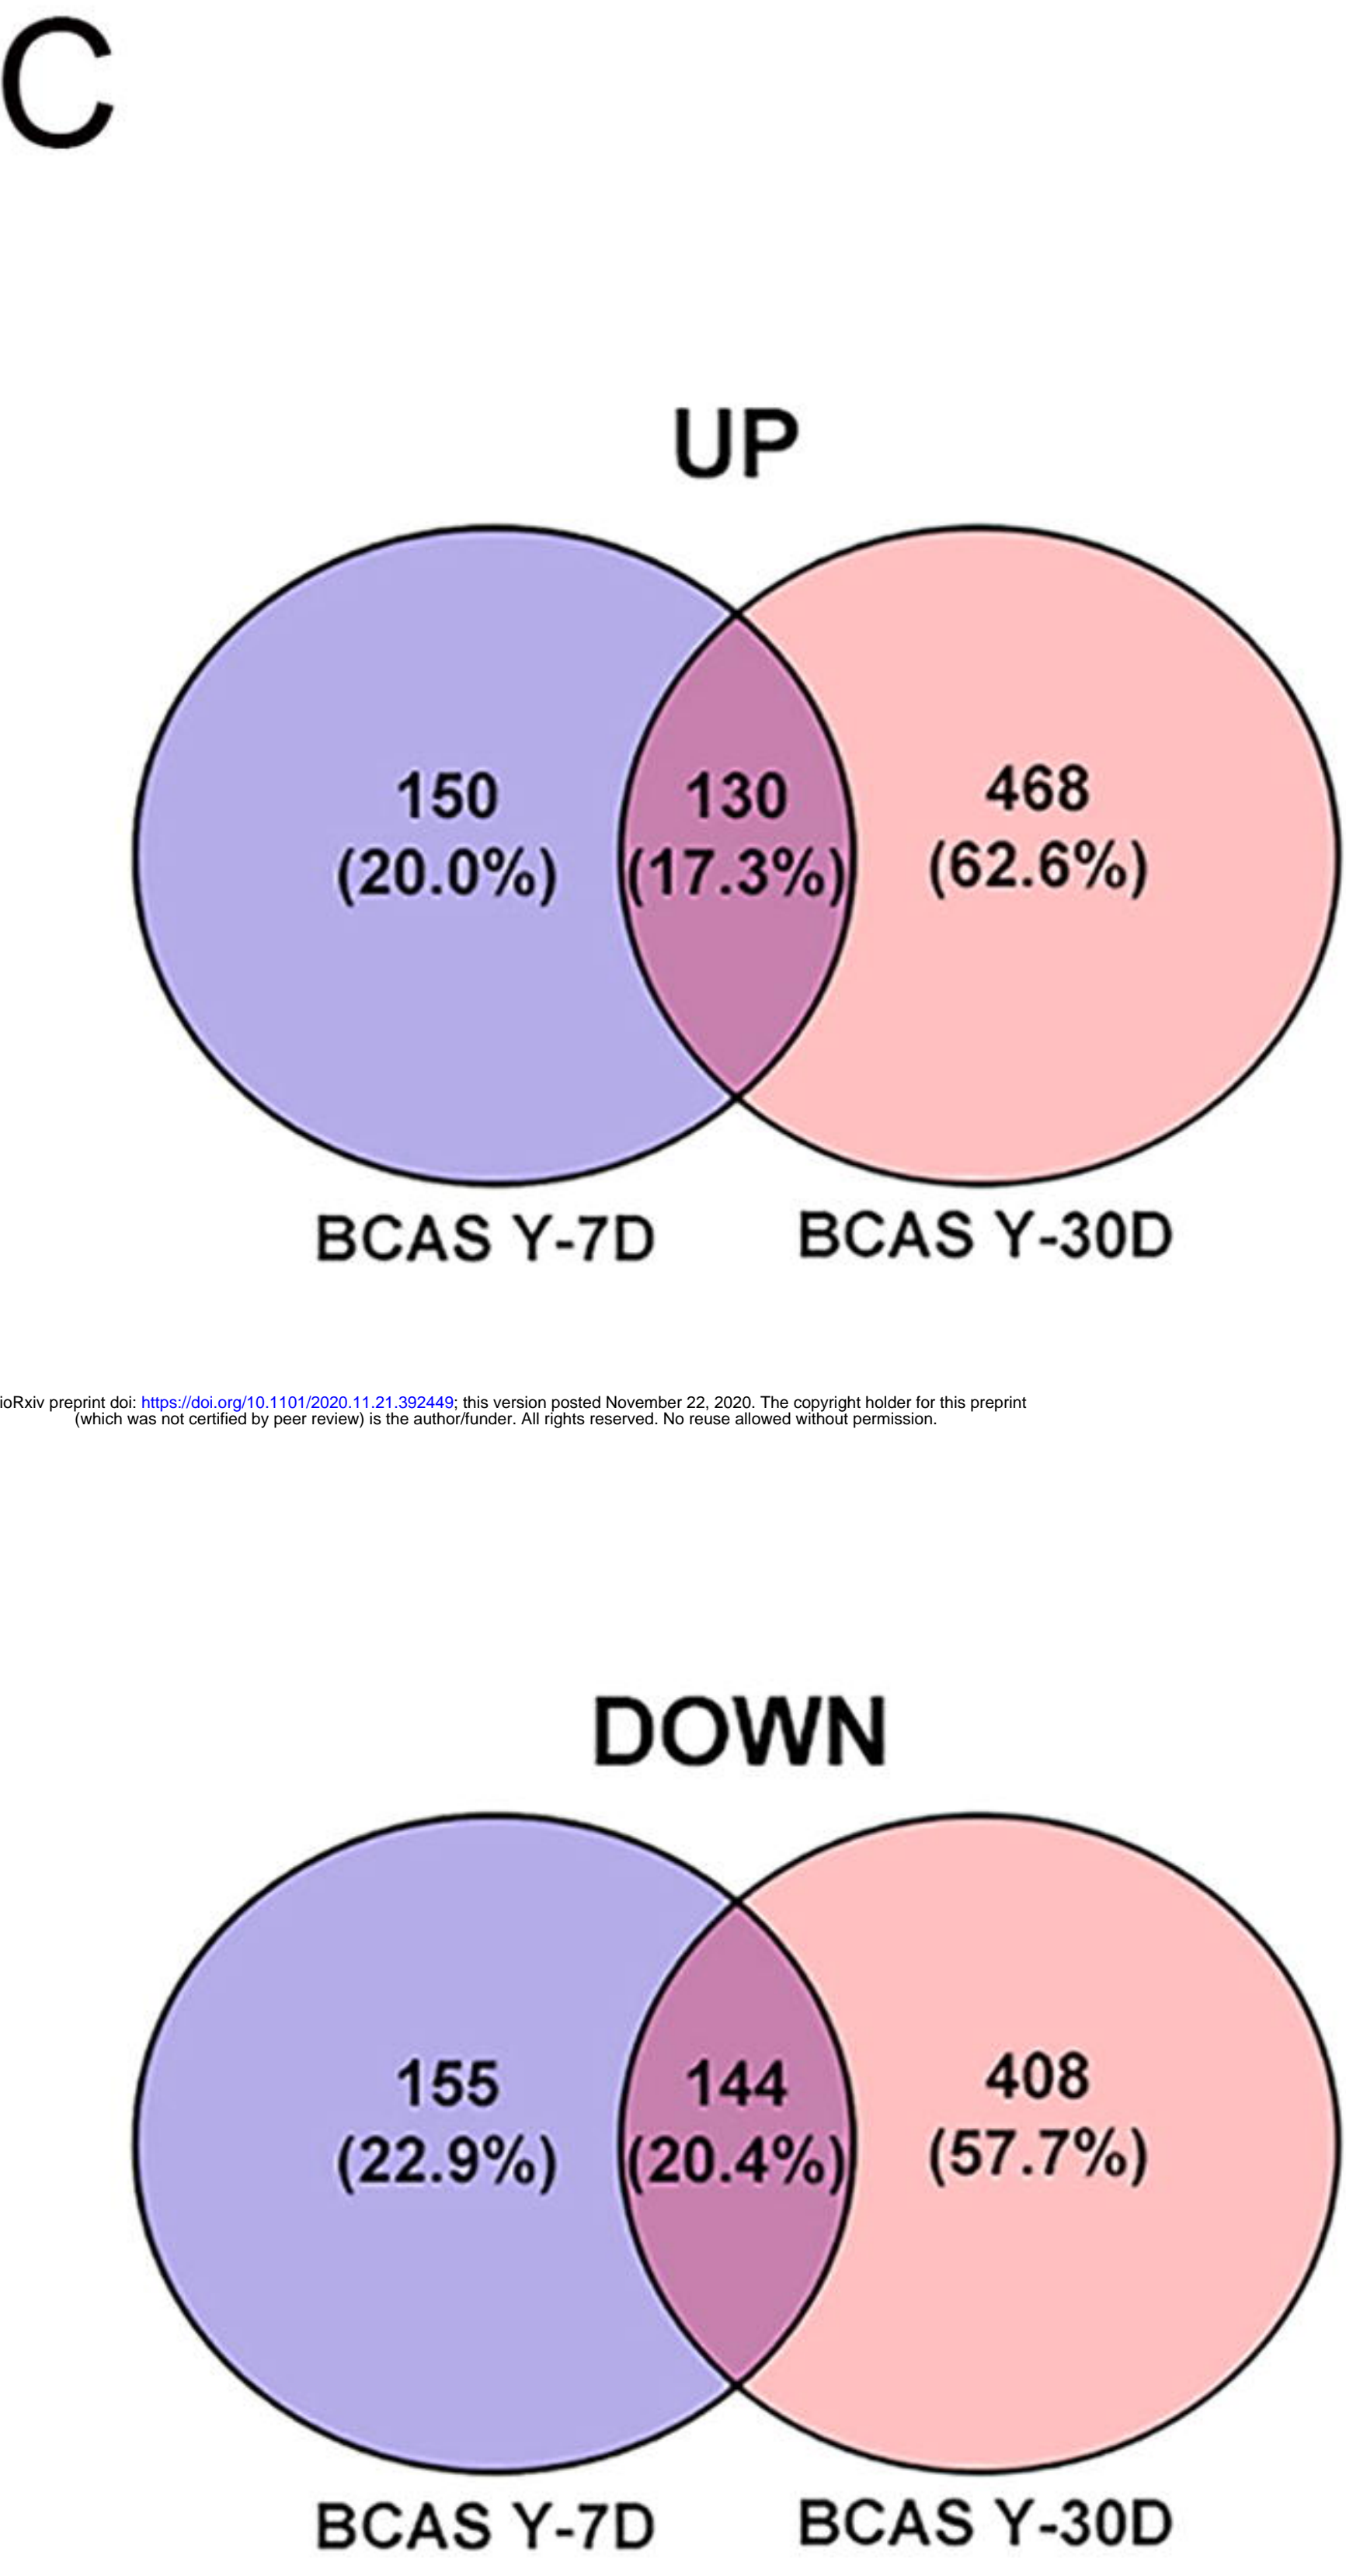 C
UP
150
(20.0%)
130
(17.3%)
468
(62.6%)
BCAS Y-7D
BCAS Y-30D
ioRxiv preprint doi: https://doi.org/10.1101/2020.11.21.392449; this version posted November 22, 2020. The copyright holder for this preprint
(which was not certified by peer review) is the author/funder. All rights reserved. No reuse allowed without permission.
DOWN
155
(22.9%)
144
(20.4%)
408
(57.7%)
BCAS Y-7D
BCAS Y-30D